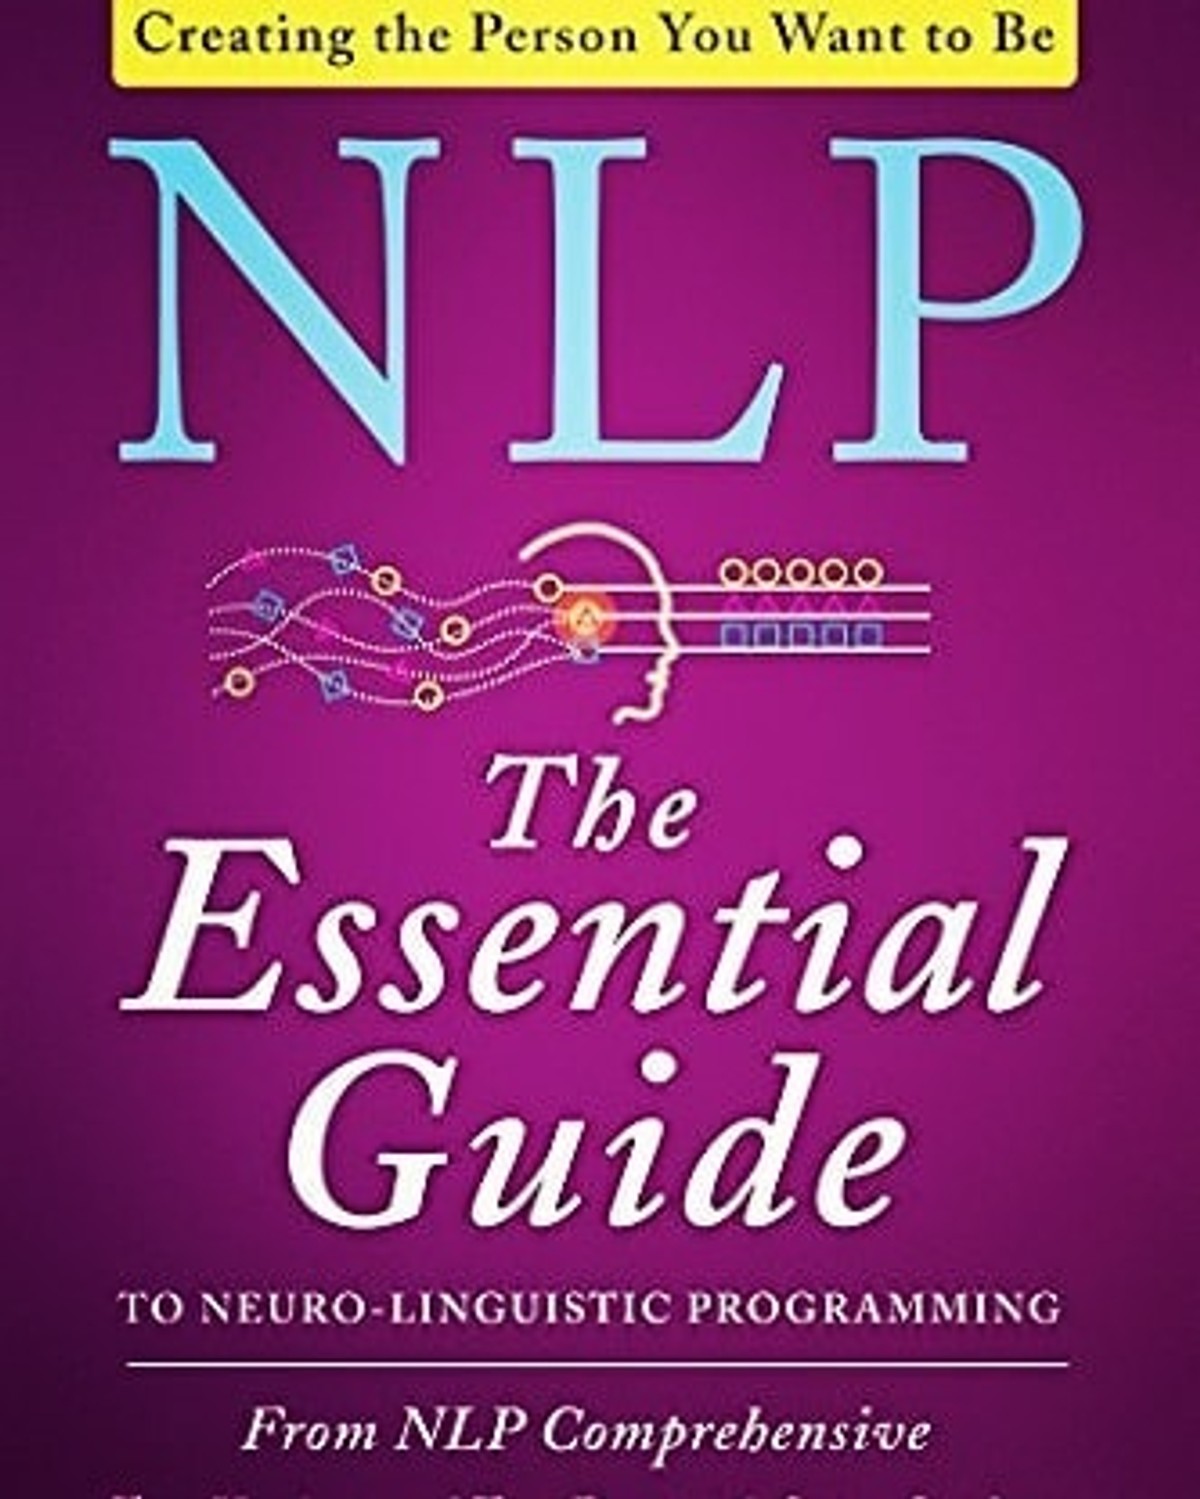 Creating the Person You Want to Be
NLP
The
Essential
Guide
TO NEURO-LINGUISTIC PROGRAMMING
From NLP Comprehensive